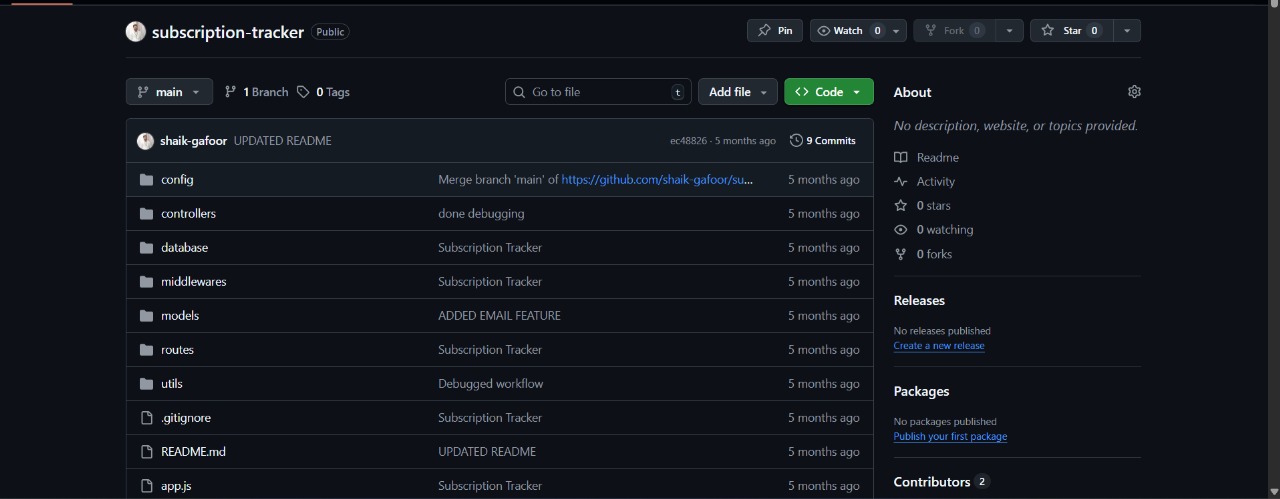 subscription-tracker Public
Pin
Watch 0
Fork 0
Star 0
main
1 Branch
0 Tags
Go to file t
Add file
Code
shaik-gafoor UPDATED README ec48826 · 5 months ago 9 Commits
config Merge branch 'main' of https://github.com/shaik-gafoor/su... 5 months ago
controllers done debugging 5 months ago
database Subscription Tracker 5 months ago
middlewares Subscription Tracker 5 months ago
models ADDED EMAIL FEATURE 5 months ago
routes Subscription Tracker 5 months ago
utils Debugged workflow 5 months ago
.gitignore Subscription Tracker 5 months ago
README.md UPDATED README 5 months ago
app.js Subscription Tracker 5 months ago
About
No description, website, or topics provided.
Readme
Activity
0 stars
0 watching
0 forks
Releases
No releases published
Create a new release
Packages
No packages published
Publish your first package
Contributors 2